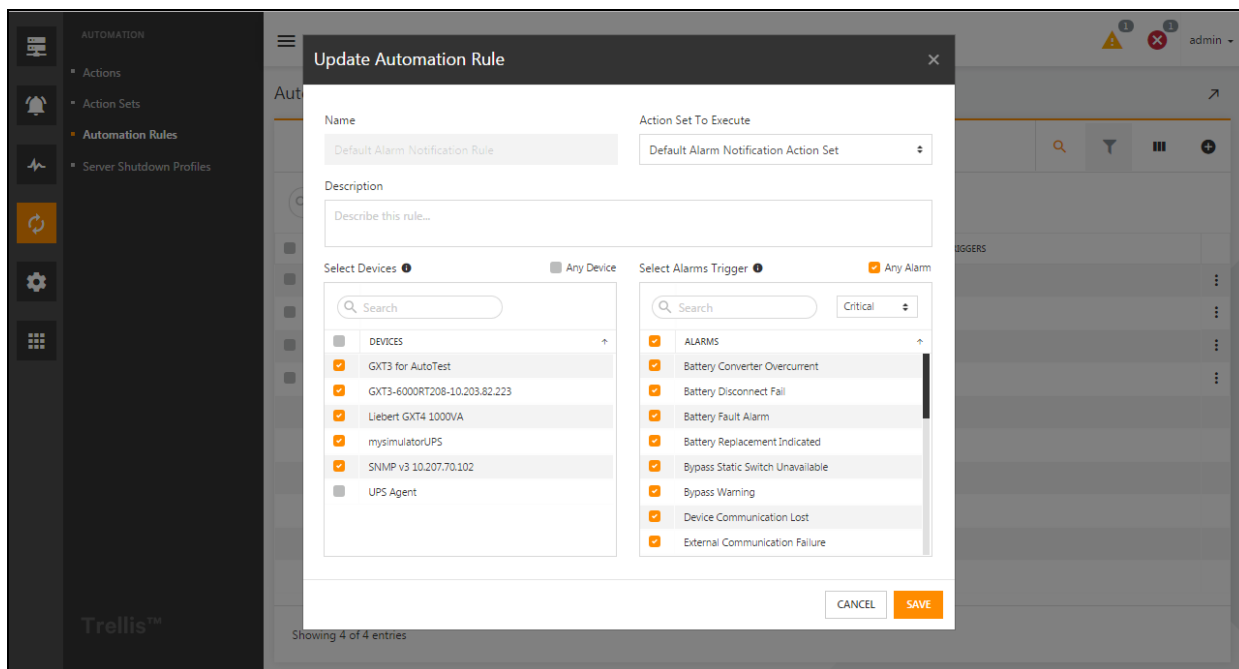 AUTOMATION
Actions
Action Sets
Automation Rules
Server Shutdown Profiles
Trellis™
1
1
admin
Aut
Update Automation Rule
Name
Action Set To Execute
Default Alarm Notification Rule
Default Alarm Notification Action Set
Description
Describe this rule...
Select Devices
Any Device
Select Alarms Trigger
Any Alarm
Search
Search
Critical
DEVICES
ALARMS
GXT3 for AutoTest
Battery Converter Overcurrent
GXT3-6000RT208-10.203.82.223
Battery Disconnect Fail
Liebert GXT4 1000VA
Battery Fault Alarm
mysimulatorUPS
Battery Replacement Indicated
SNMP v3 10.207.70.102
Bypass Static Switch Unavailable
UPS Agent
Bypass Warning
Device Communication Lost
External Communication Failure
CANCEL
SAVE
IGGERS
Showing 4 of 4 entries